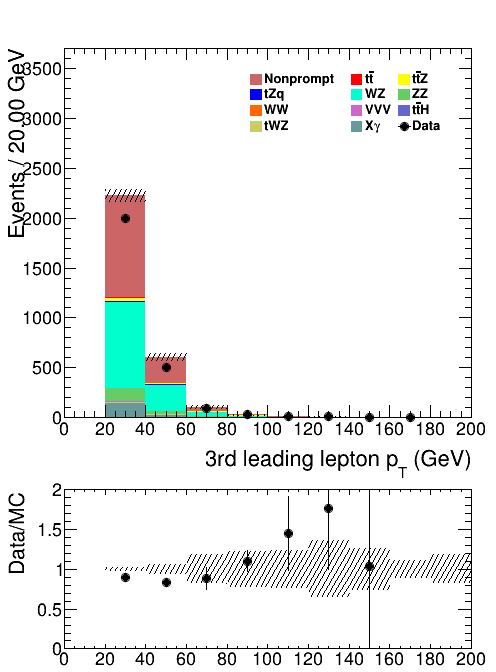 Events / 20.00 GeV
3500
3000
2500
2000
1500
1000
500
0
Nonprompt tt̅ tt̅Z
tZq WZ ZZ
WW VVV tt̅H
tWZ Xγ Data
0 20 40 60 80 100 120 140 160 180 200
3rd leading lepton p_T (GeV)
Data/MC
2
1.5
1
0.5
0
0 20 40 60 80 100 120 140 160 180 200